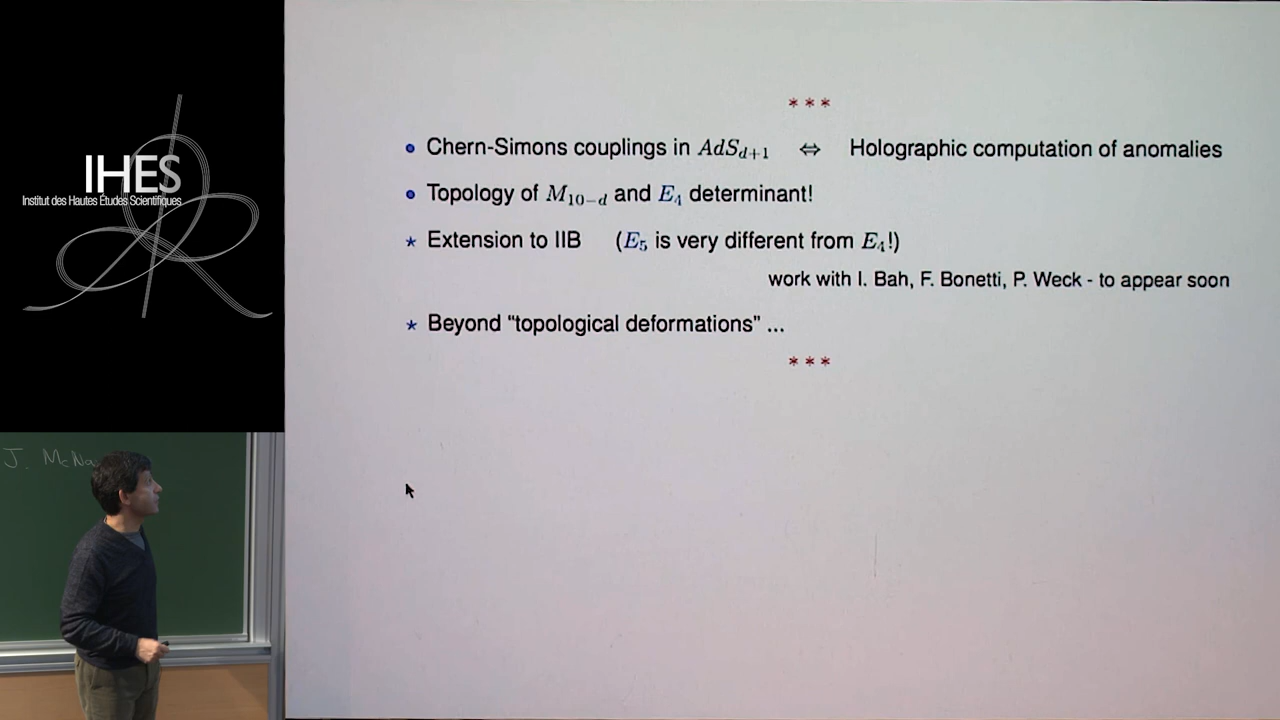 IHES
Institut des Hautes Études Scientifiques
* * *
• Chern-Simons couplings in $AdS_{d+1}$ ⇔ Holographic computation of anomalies
• Topology of $M_{10-d}$ and $E_4$ determinant!
⋆ Extension to IIB ($E_5$ is very different from $E_4$!)
work with I. Bah, F. Bonetti, P. Weck - to appear soon
⋆ Beyond “topological deformations” ...
* * *
J.